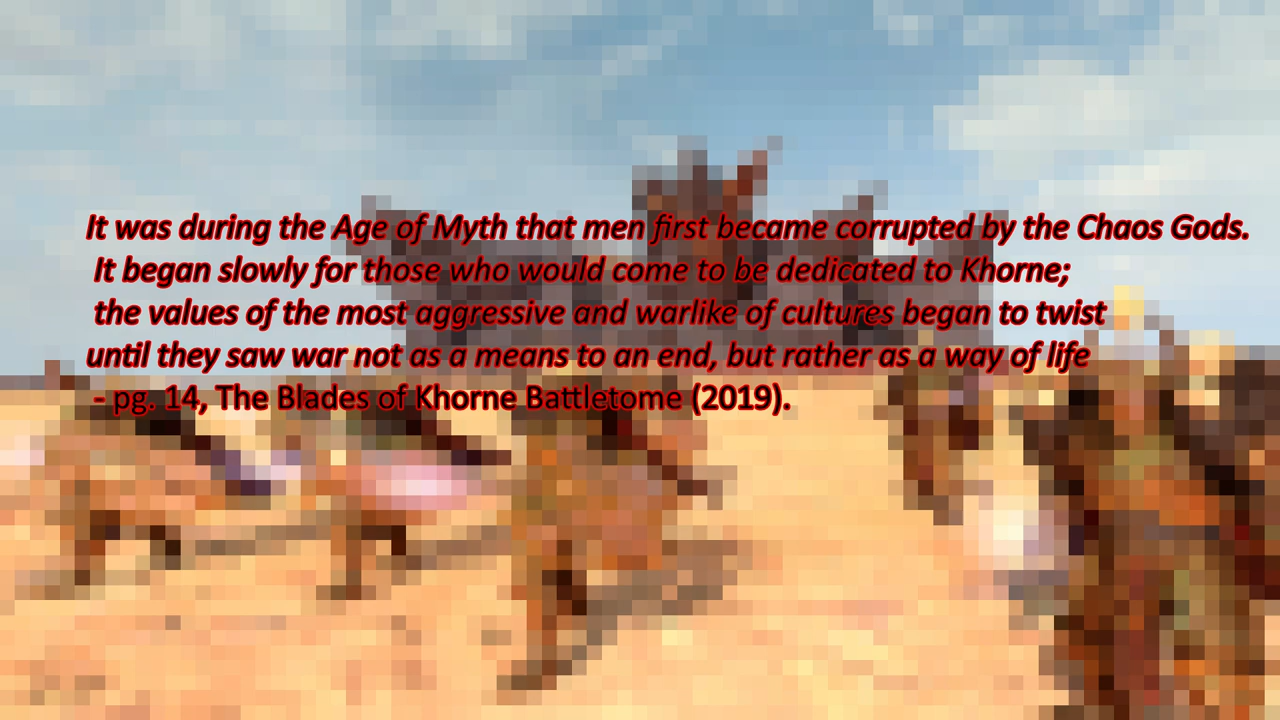 It was during the Age of Myth that men first became corrupted by the Chaos Gods.
It began slowly for those who would come to be dedicated to Khorne;
the values of the most aggressive and warlike of cultures began to twist
until they saw war not as a means to an end, but rather as a way of life
- pg. 14, The Blades of Khorne Battletome (2019).